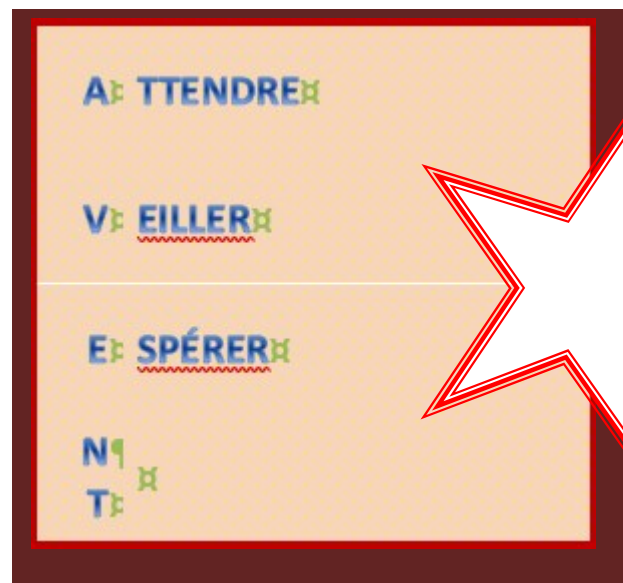 A¤ TTENDRE¤
V¤ EILLER¤
E¤ SPÉRER¤
N¶
¤
T¤